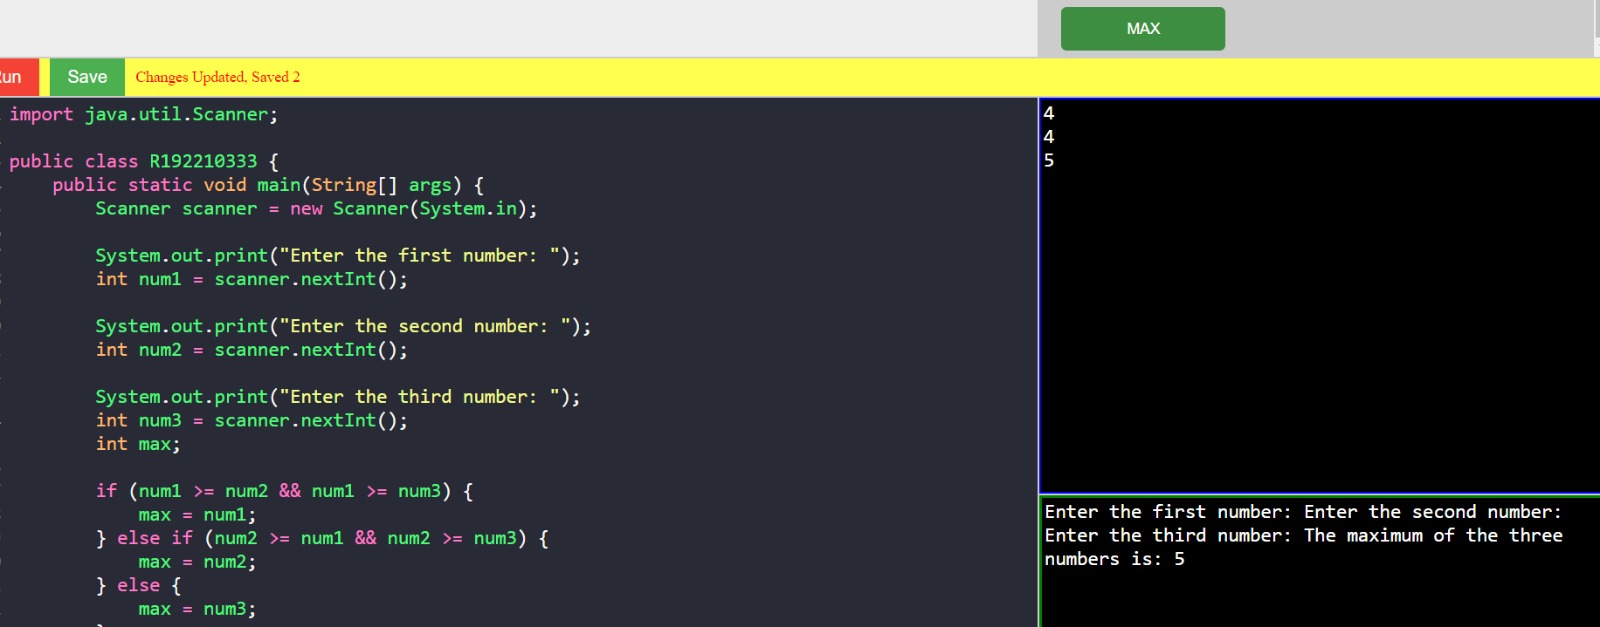 MAX
un Save Changes Updated, Saved 2
import java.util.Scanner;
public class R192210333 {
public static void main(String[] args) {
Scanner scanner = new Scanner(System.in);
System.out.print("Enter the first number: ");
int num1 = scanner.nextInt();
System.out.print("Enter the second number: ");
int num2 = scanner.nextInt();
System.out.print("Enter the third number: ");
int num3 = scanner.nextInt();
int max;
if (num1 >= num2 && num1 >= num3) {
max = num1;
} else if (num2 >= num1 && num2 >= num3) {
max = num2;
} else {
max = num3;
4
4
5
Enter the first number: Enter the second number:
Enter the third number: The maximum of the three
numbers is: 5